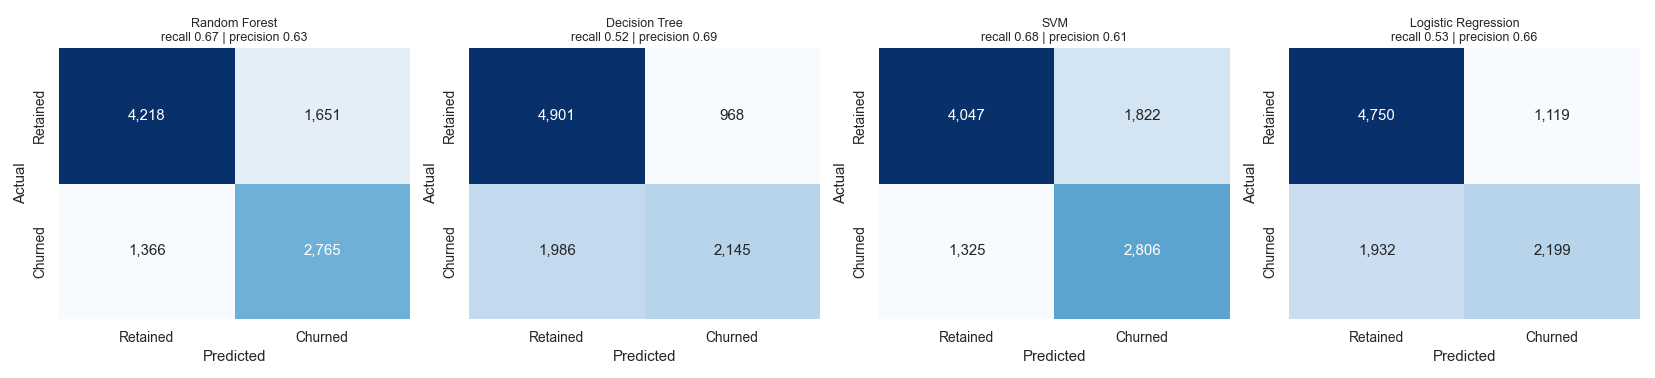 Random Forest
recall 0.67 | precision 0.63
Actual
Retained
Churned
4,218
1,651
1,366
2,765
Retained
Churned
Predicted
Decision Tree
recall 0.52 | precision 0.69
Actual
Retained
Churned
4,901
968
1,986
2,145
Retained
Churned
Predicted
SVM
recall 0.68 | precision 0.61
Actual
Retained
Churned
4,047
1,822
1,325
2,806
Retained
Churned
Predicted
Logistic Regression
recall 0.53 | precision 0.66
Actual
Retained
Churned
4,750
1,119
1,932
2,199
Retained
Churned
Predicted